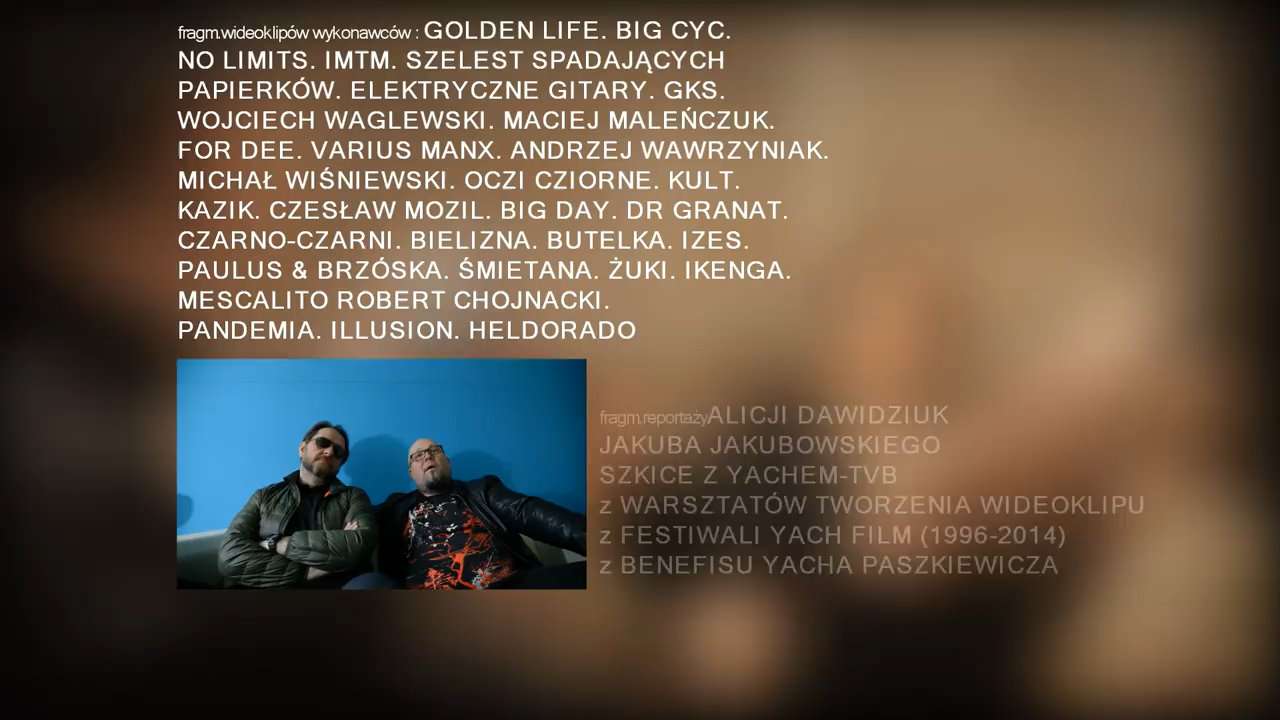 fragm.wideoklipów wykonawców : GOLDEN LIFE. BIG CYC.
NO LIMITS. IMTM. SZELEST SPADAJĄCYCH
PAPIERKÓW. ELEKTRYCZNE GITARY. GKS.
WOJCIECH WAGLEWSKI. MACIEJ MALEŃCZUK.
FOR DEE. VARIUS MANX. ANDRZEJ WAWRZYNIAK.
MICHAŁ WIŚNIEWSKI. OCZI CZIORNE. KULT.
KAZIK. CZESŁAW MOZIL. BIG DAY. DR GRANAT.
CZARNO-CZARNI. BIELIZNA. BUTELKA. IZES.
PAULUS & BRZÓSKA. ŚMIETANA. ŻUKI. IKENGA.
MESCALITO ROBERT CHOJNACKI.
PANDEMIA. ILLUSION. HELDORADO
fragm.reportażyALICJI DAWIDZIUK
JAKUBA JAKUBOWSKIEGO
SZKICE Z YACHEM-TVB
z WARSZTATÓW TWORZENIA WIDEOKLIPU
z FESTIWALI YACH FILM (1996-2014)
z BENEFISU YACHA PASZKIEWICZA